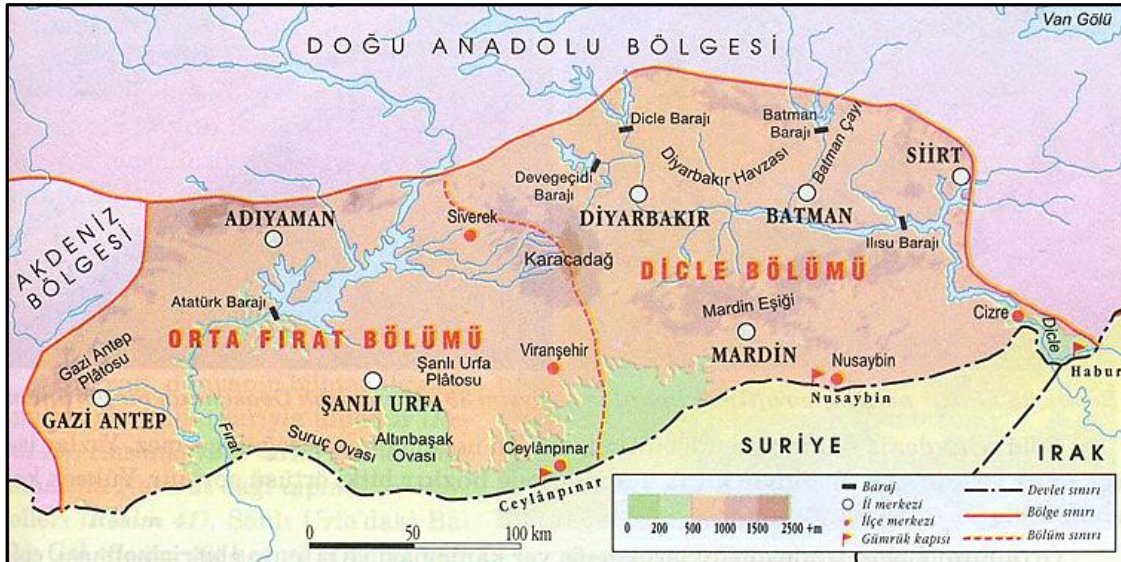 Van Gölü
DOĞU ANADOLU BÖLGESİ
Dicle Barajı
Batman
Barajı
Batman Çayı
Diyarbakır Havzası
SİİRT
Devegeçidi
Barajı
AKDENİZ
BÖLGESİ
ADIYAMAN
Siverek
DİYARBAKIR
BATMAN
Ilısu Barajı
Karacadağ
DİCLE BÖLÜMÜ
Atatürk Barajı
Mardin Eşiği
Cizre
Dicle
ORTA FIRAT BÖLÜMÜ
MARDİN
Habur
Gazi Antep
Plâtosu
Şanlı Urfa
Plâtosu
Viranşehir
Nusaybin
Nusaybin
GAZİ ANTEP
ŞANLI URFA
Fırat
Suruç Ovası
Altınbaşak
Ovası
Ceylânpınar
Ceylânpınar
SURİYE
IRAK
0 50 100 km
0 200 500 1000 1500 2500 +m
Baraj
İl merkezi
İlçe merkezi
Gümrük kapısı
Devlet sınırı
Bölge sınırı
Bölüm sınırı